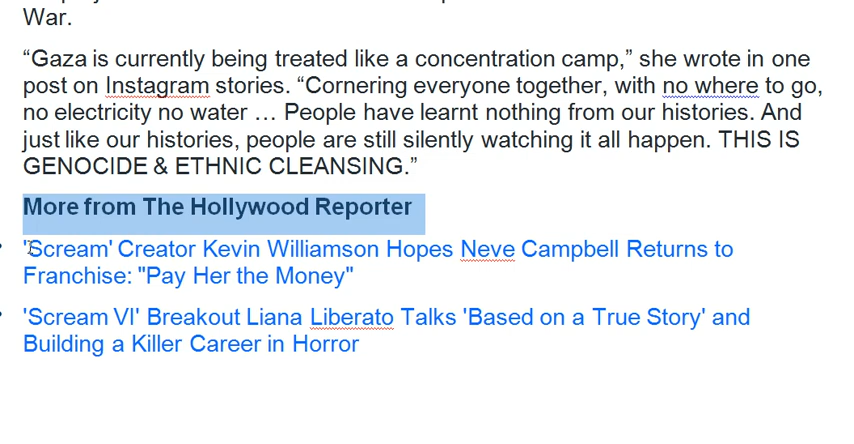 War.
“Gaza is currently being treated like a concentration camp,” she wrote in one
post on Instagram stories. “Cornering everyone together, with no where to go,
no electricity no water … People have learnt nothing from our histories. And
just like our histories, people are still silently watching it all happen. THIS IS
GENOCIDE & ETHNIC CLEANSING.”
More from The Hollywood Reporter
'Scream' Creator Kevin Williamson Hopes Neve Campbell Returns to
Franchise: "Pay Her the Money"
'Scream VI' Breakout Liana Liberato Talks 'Based on a True Story' and
Building a Killer Career in Horror